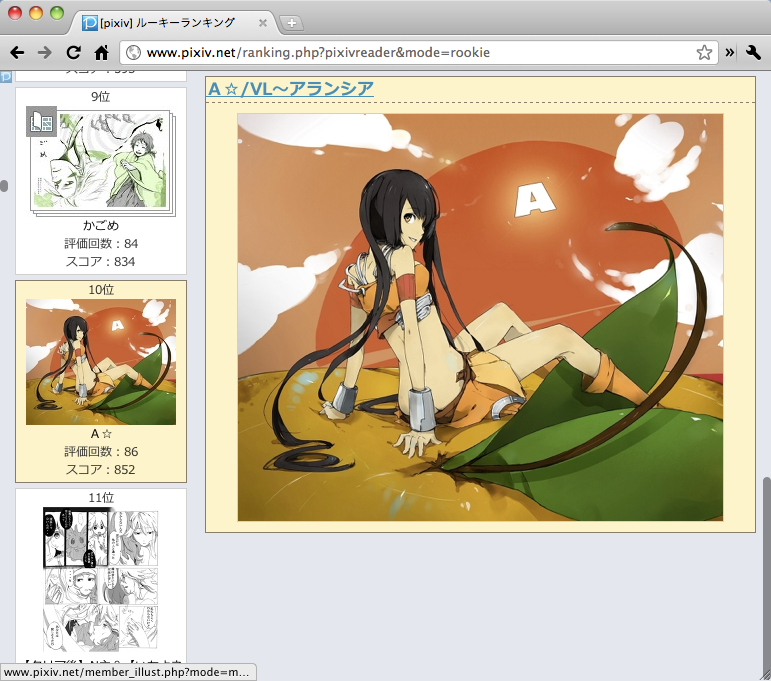 [pixiv] ルーキーランキング
www.pixiv.net/ranking.php?pixivreader&mode=rookie
9位
かごめ
評価回数：84
スコア：834
10位
A☆
評価回数：86
スコア：852
11位
A☆/VL～アランシア
A
www.pixiv.net/member_illust.php?mode=m...